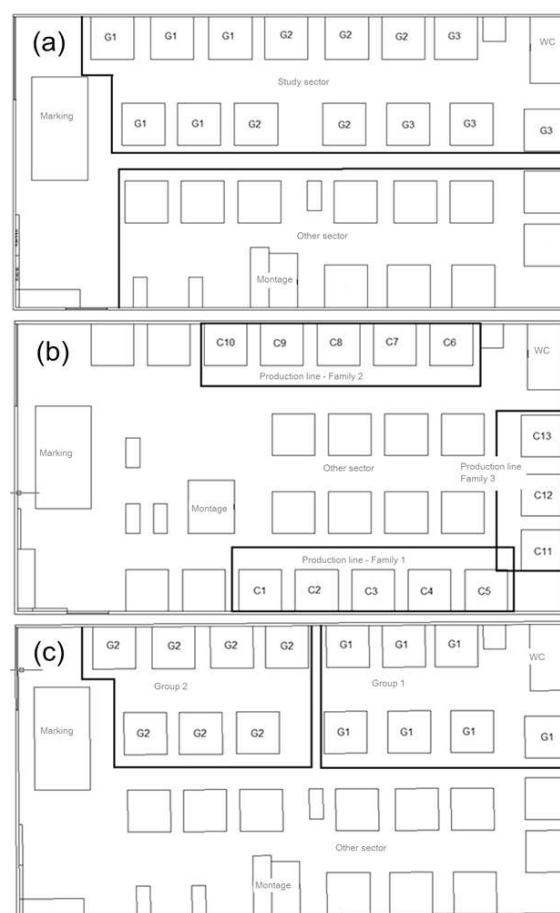 (a)
G1 G1 G1 G2 G2 G2 G3
WC
Study sector
Marking
G1 G1 G2 G2 G3 G3 G3
Other sector
Montage
(b)
C10 C9 C8 C7 C6
WC
Production line - Family 2
C13
Marking
Other sector
Production line
Family 3
C12
Montage
C11
Production line - Family 1
C1 C2 C3 C4 C5
(c)
G2 G2 G2 G2 G1 G1 G1
WC
Group 2
Group 1
Marking
G2 G2 G2 G1 G1 G1 G1
Other sector
Montage